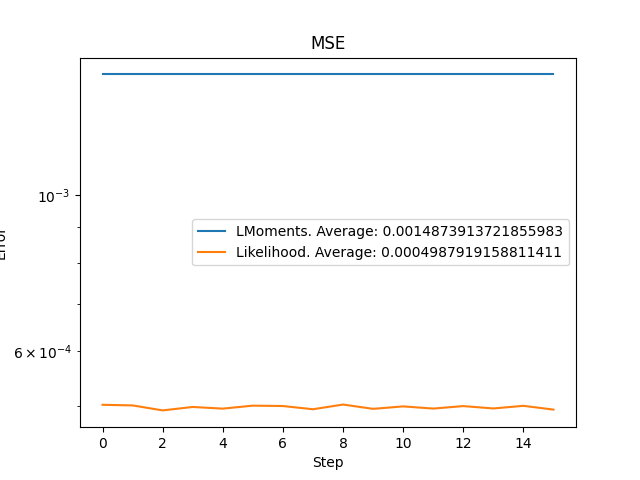 MSE
10^-3
6 × 10^-4
Error
LMoments. Average: 0.0014873913721855983
Likelihood. Average: 0.0004987919158811411
0 2 4 6 8 10 12 14
Step